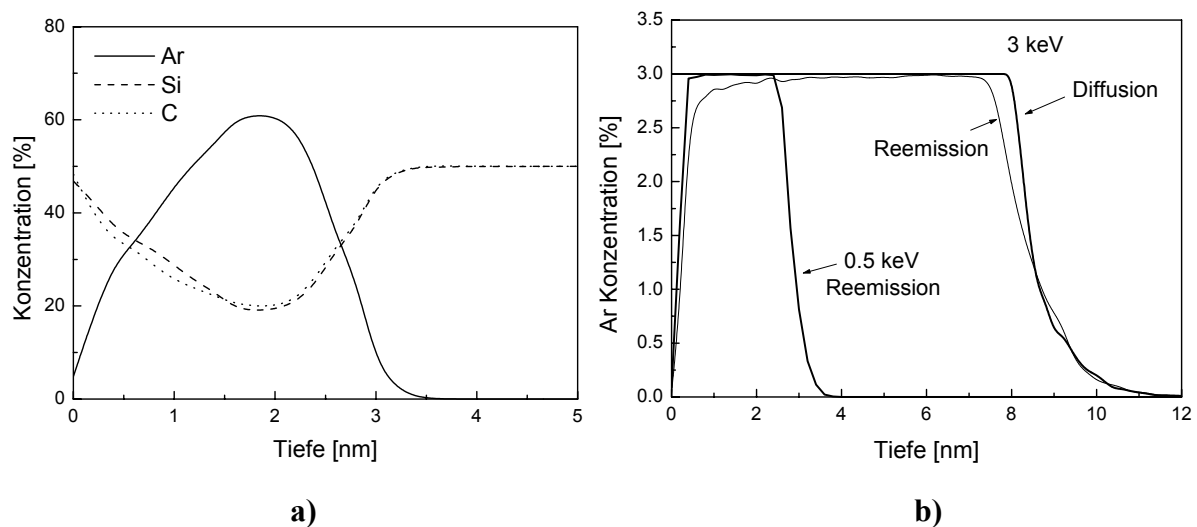 80
60
40
20
0
Konzentration [%]
Ar
Si
C
0 1 2 3 4 5
Tiefe [nm]
a)
3.5
3.0
2.5
2.0
1.5
1.0
0.5
0.0
Ar Konzentration [%]
3 keV
Diffusion
Reemission
0.5 keV
Reemission
0 2 4 6 8 10 12
Tiefe [nm]
b)